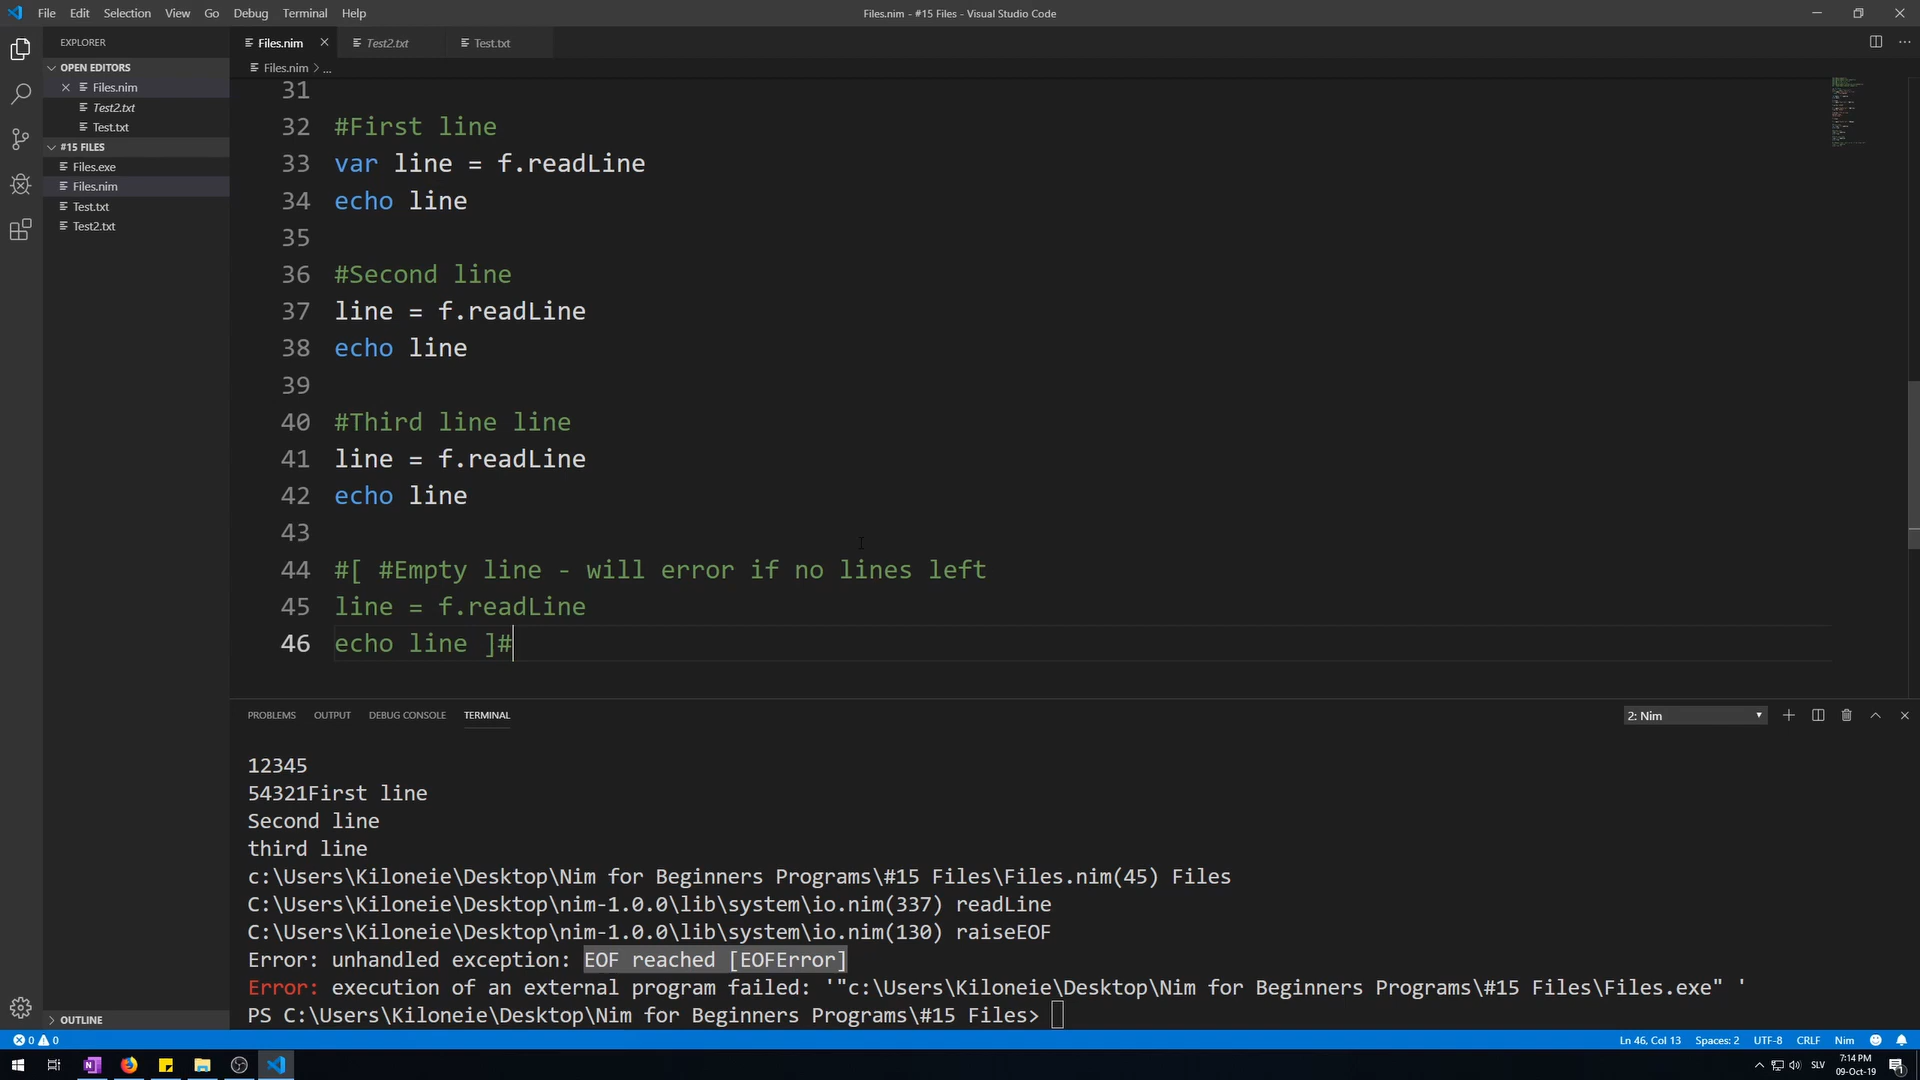 File Edit Selection View Go Debug Terminal Help
Files.nim - #15 Files - Visual Studio Code
EXPLORER
OPEN EDITORS
Files.nim
Test2.txt
Test.txt
#15 FILES
Files.exe
Files.nim
Test.txt
Test2.txt
OUTLINE
Files.nim Test2.txt Test.txt
Files.nim > ...
31
32 #First line
33 var line = f.readLine
34 echo line
35
36 #Second line
37 line = f.readLine
38 echo line
39
40 #Third line line
41 line = f.readLine
42 echo line
43
44 #[ #Empty line - will error if no lines left
45 line = f.readLine
46 echo line ]#
PROBLEMS OUTPUT DEBUG CONSOLE TERMINAL
2: Nim
12345
54321First line
Second line
third line
c:\Users\Kiloneie\Desktop\Nim for Beginners Programs\#15 Files\Files.nim(45) Files
C:\Users\Kiloneie\Desktop\nim-1.0.0\lib\system\io.nim(337) readLine
C:\Users\Kiloneie\Desktop\nim-1.0.0\lib\system\io.nim(130) raiseEOF
Error: unhandled exception: EOF reached [EOFError]
Error: execution of an external program failed: '"c:\Users\Kiloneie\Desktop\Nim for Beginners Programs\#15 Files\Files.exe" '
PS C:\Users\Kiloneie\Desktop\Nim for Beginners Programs\#15 Files>
0 0
Ln 46, Col 13 Spaces: 2 UTF-8 CRLF Nim
SLV
7:14 PM
09-Oct-19